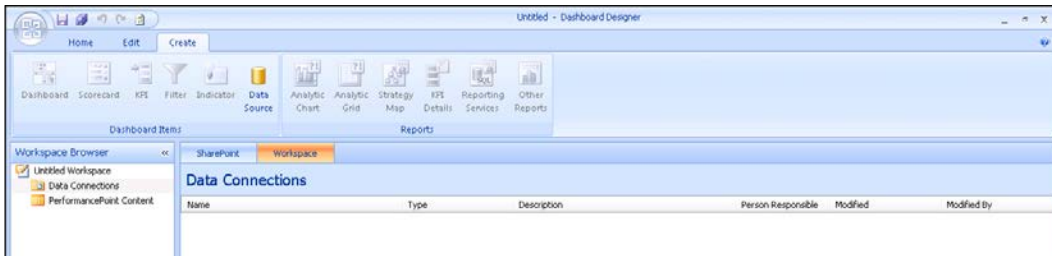 Untitled - Dashboard Designer
Home Edit Create
Dashboard Scorecard KPI Filter Indicator Data Source Analytic Chart Analytic Grid Strategy Map KPI Details Reporting Services Other Reports
Dashboard Items Reports
Workspace Browser « SharePoint Workspace
Untitled Workspace
Data Connections
PerformancePoint Content
Data Connections
Name Type Description Person Responsible Modified Modified By